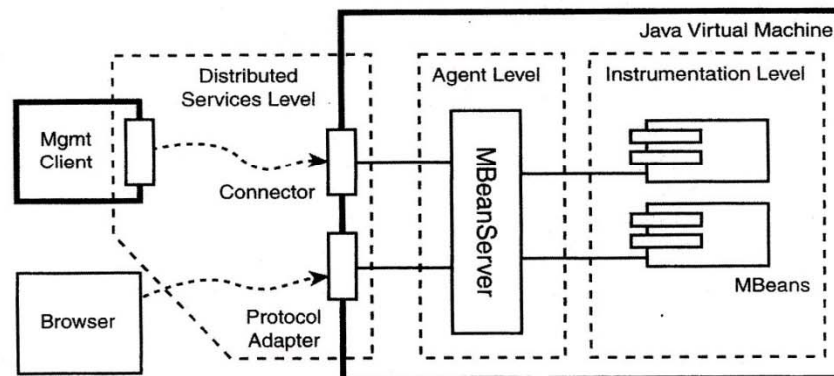 Java Virtual Machine
Distributed
Services Level
Agent Level
Instrumentation Level
Mgmt
Client
Connector
MBeanServer
MBeans
Browser
Protocol
Adapter